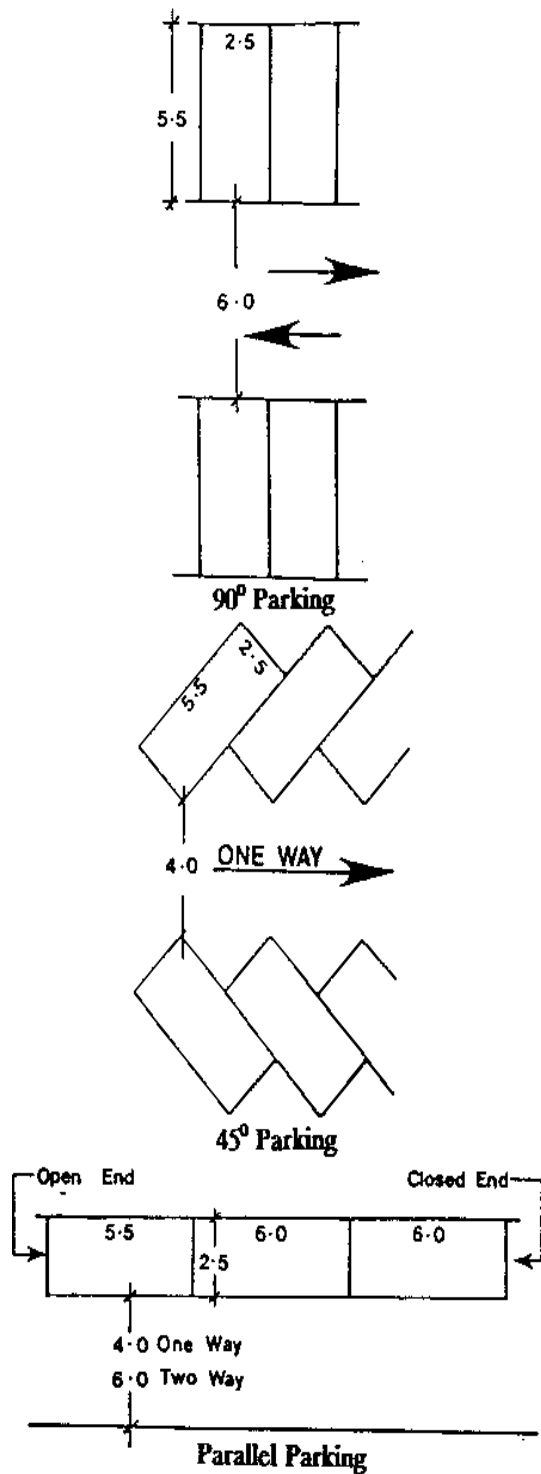 2·5
5·5
6·0
90⁰ Parking
2·5
5·5
4·0 ONE WAY
45⁰ Parking
Open End Closed End
5.5 6.0 6.0
2·5
4·0 One Way
6·0 Two Way
Parallel Parking